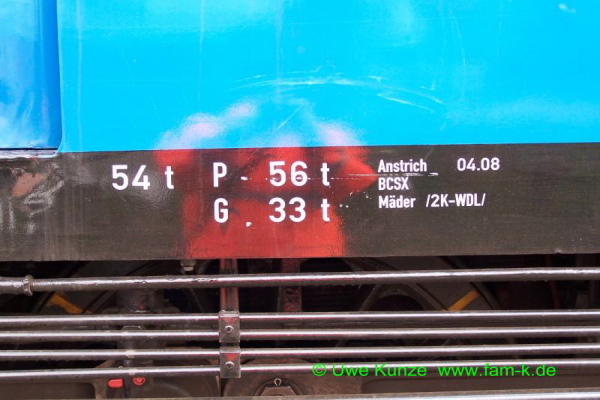 54 t P - 56 t
G . 33 t
Anstrich 04.08
BCSX
Mäder /2K-WDL/
© Uwe Kunze www.fam-k.de